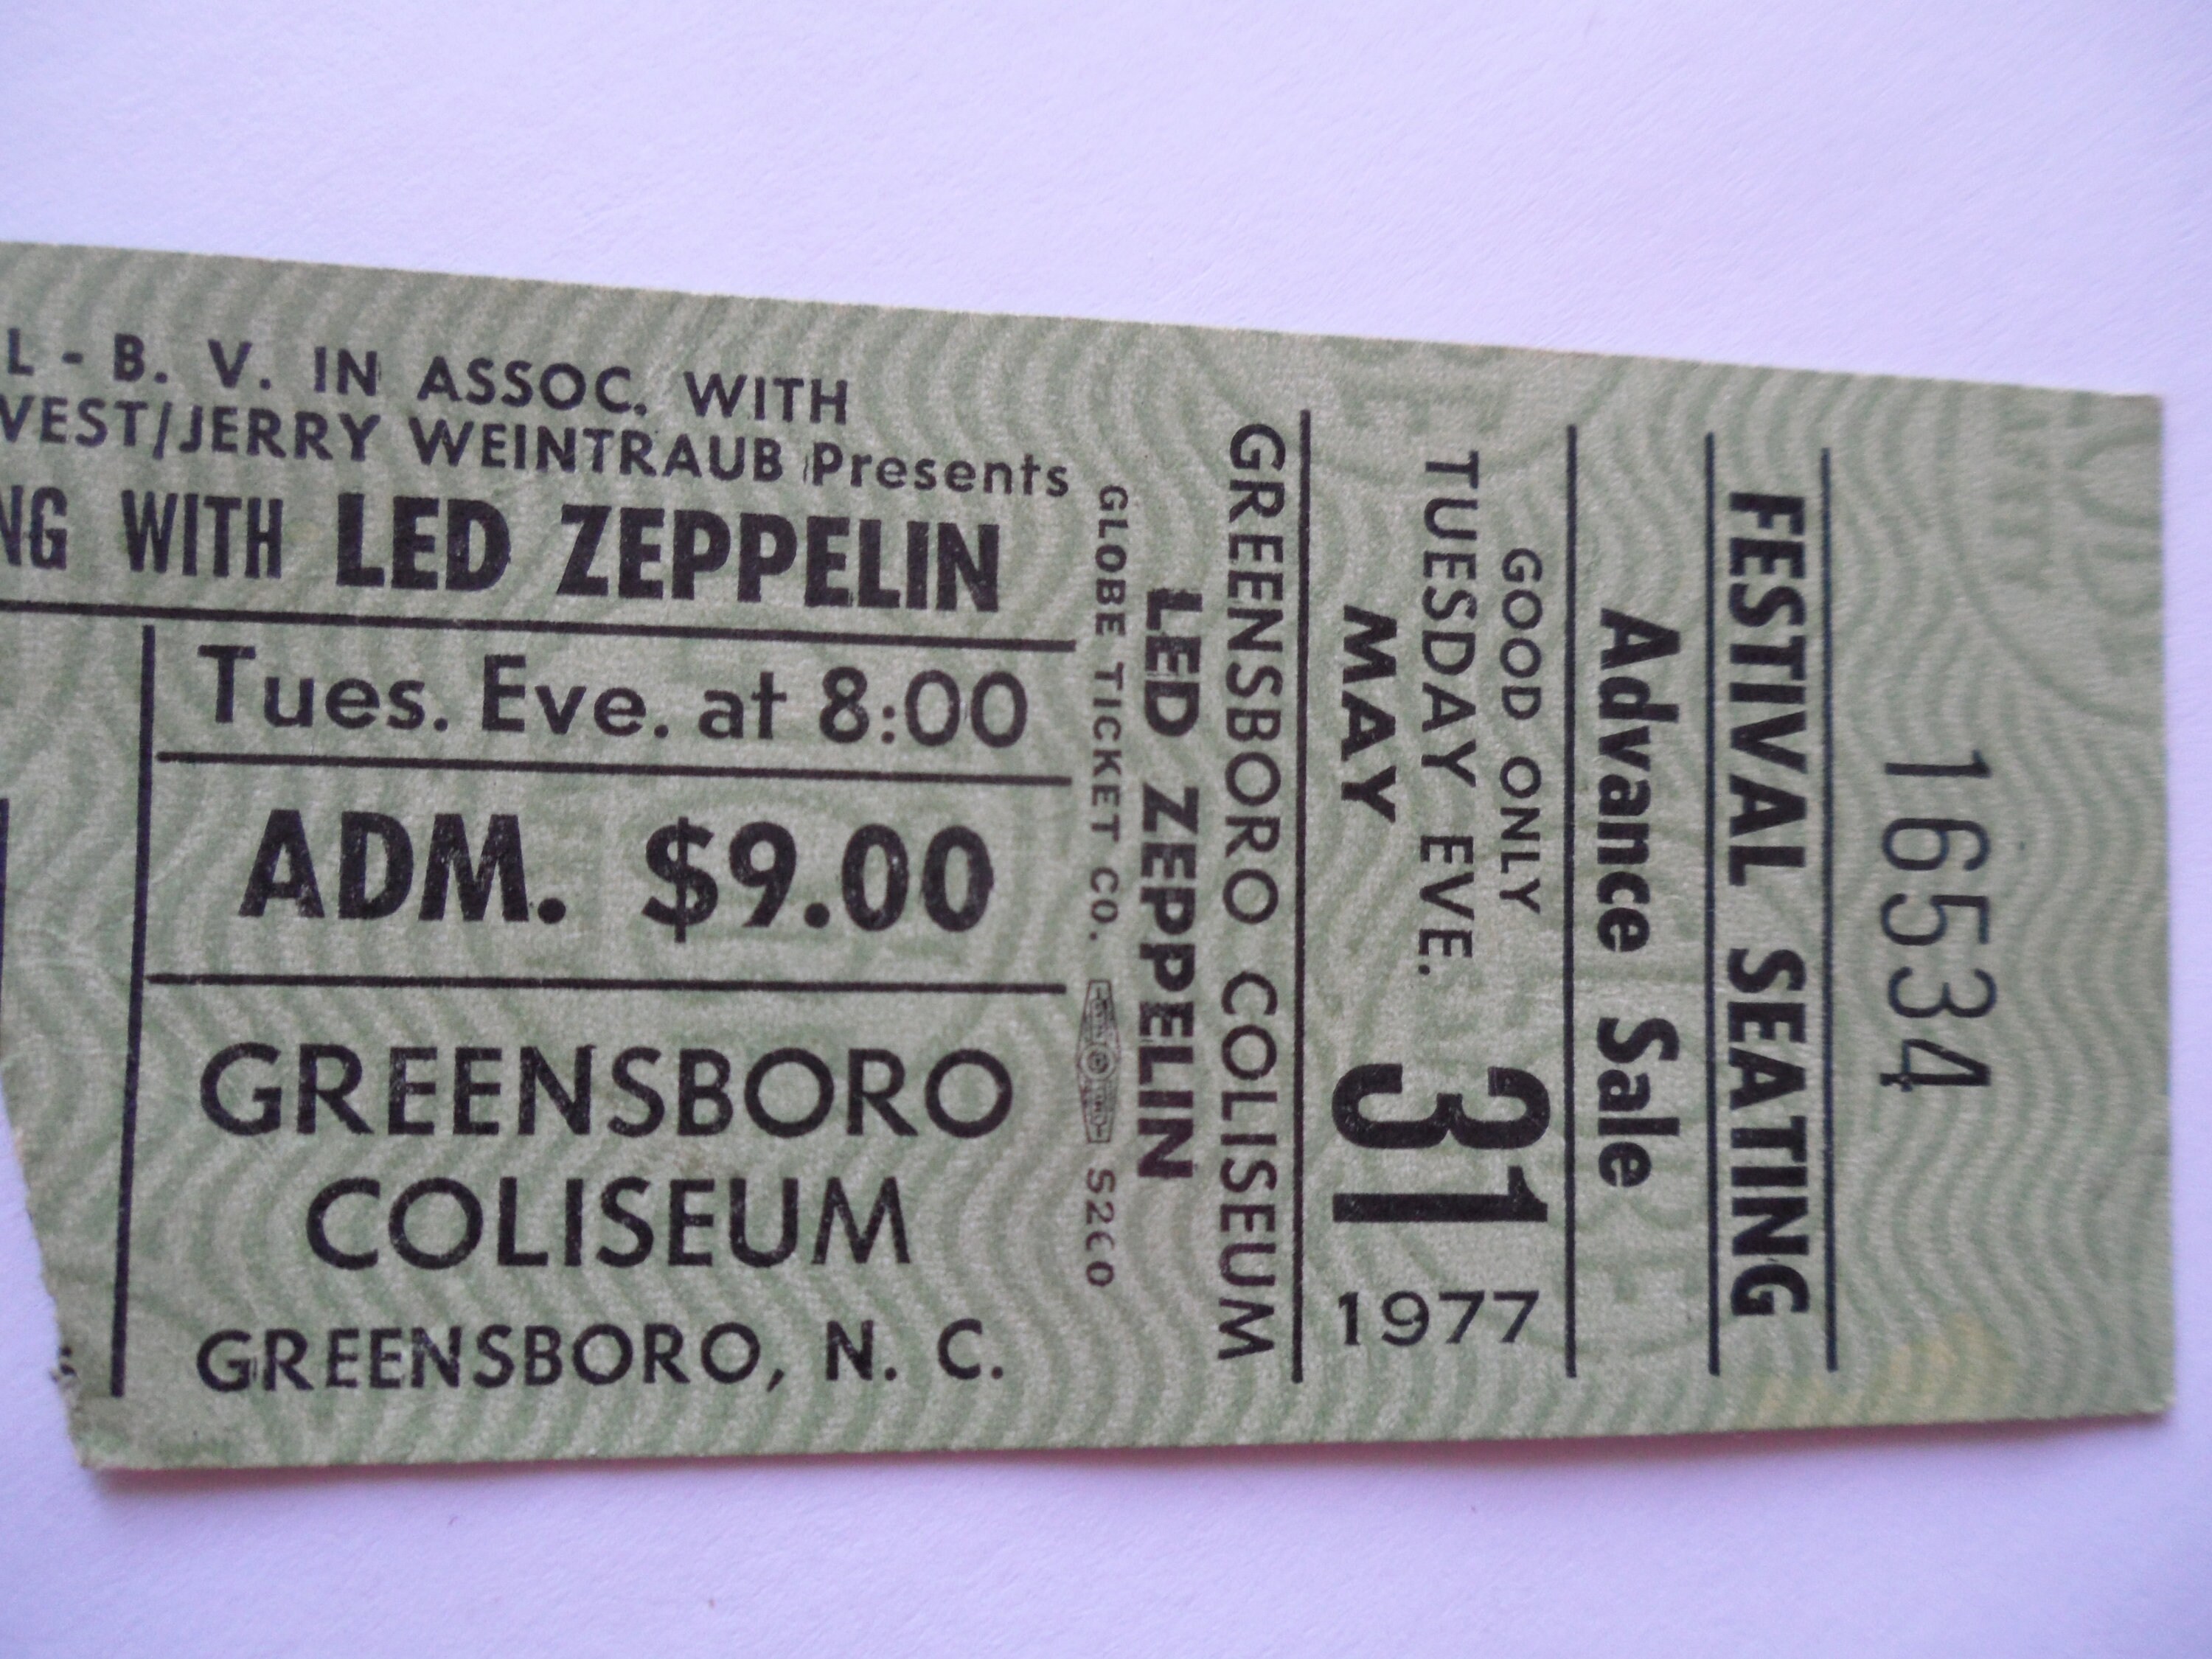 L - B. V. IN ASSOC. WITH
VEST/JERRY WEINTRAUB Presents
NG WITH LED ZEPPELIN
Tues. Eve. at 8:00
ADM. $9.00
GREENSBORO
COLISEUM
GREENSBORO, N. C.
GLOBE TICKET CO.
LED ZEPPELIN
GREENSBORO COLISEUM
MAY 31 1977
TUESDAY EVE.
GOOD ONLY
Advance Sale
FESTIVAL SEATING
16534